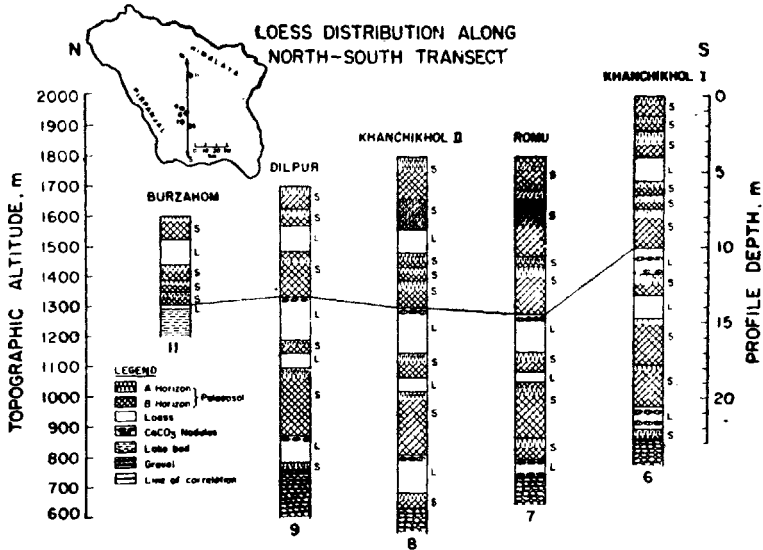 LOESS DISTRIBUTION ALONG
NORTH-SOUTH TRANSECT
N
S
HIMALAYA
KHANCHIKHOL I
KHANCHIKHOL II
ROMU
DILPUR
BURZAHOM
TOPOGRAPHIC ALTITUDE, m
2000
1900
1800
1700
1600
1500
1400
1300
1200
1100
1000
900
800
700
600
PROFILE DEPTH, m
0
5
10
15
20
S
L
S
S
S
L
11
S
S
L
S
L
S
L
S
L
S
9
S
S
L
S
S
S
L
S
L
S
L
S
8
S
S
S
S
L
S
L
S
S
L
7
S
S
S
L
S
S
S
L
S
L
S
S
L
S
6
LEGEND
A Horizon
B Horizon
Paleosol
Loess
CaCO3 Nodules
Lake bed
Gravel
Line of correlation